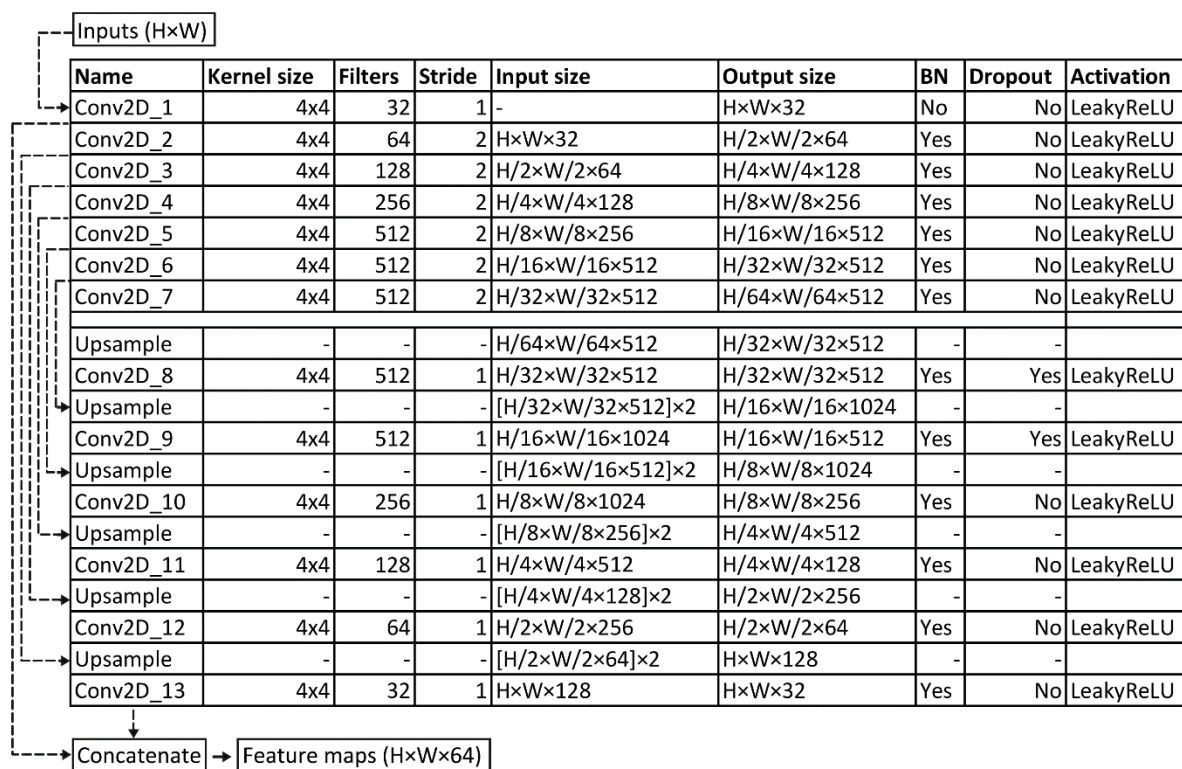 Inputs (H×W)
Name Kernel size Filters Stride Input size Output size BN Dropout Activation
Conv2D_1 4x4 32 1 - H×W×32 No No LeakyReLU
Conv2D_2 4x4 64 2 H×W×32 H/2×W/2×64 Yes No LeakyReLU
Conv2D_3 4x4 128 2 H/2×W/2×64 H/4×W/4×128 Yes No LeakyReLU
Conv2D_4 4x4 256 2 H/4×W/4×128 H/8×W/8×256 Yes No LeakyReLU
Conv2D_5 4x4 512 2 H/8×W/8×256 H/16×W/16×512 Yes No LeakyReLU
Conv2D_6 4x4 512 2 H/16×W/16×512 H/32×W/32×512 Yes No LeakyReLU
Conv2D_7 4x4 512 2 H/32×W/32×512 H/64×W/64×512 Yes No LeakyReLU
Upsample - - - H/64×W/64×512 H/32×W/32×512 - -
Conv2D_8 4x4 512 1 H/32×W/32×512 H/32×W/32×512 Yes Yes LeakyReLU
Upsample - - - [H/32×W/32×512]×2 H/16×W/16×1024 - -
Conv2D_9 4x4 512 1 H/16×W/16×1024 H/16×W/16×512 Yes Yes LeakyReLU
Upsample - - - [H/16×W/16×512]×2 H/8×W/8×1024 - -
Conv2D_10 4x4 256 1 H/8×W/8×1024 H/8×W/8×256 Yes No LeakyReLU
Upsample - - - [H/8×W/8×256]×2 H/4×W/4×512 - -
Conv2D_11 4x4 128 1 H/4×W/4×512 H/4×W/4×128 Yes No LeakyReLU
Upsample - - - [H/4×W/4×128]×2 H/2×W/2×256 - -
Conv2D_12 4x4 64 1 H/2×W/2×256 H/2×W/2×64 Yes No LeakyReLU
Upsample - - - [H/2×W/2×64]×2 H×W×128 - -
Conv2D_13 4x4 32 1 H×W×128 H×W×32 Yes No LeakyReLU
Concatenate Feature maps (H×W×64)